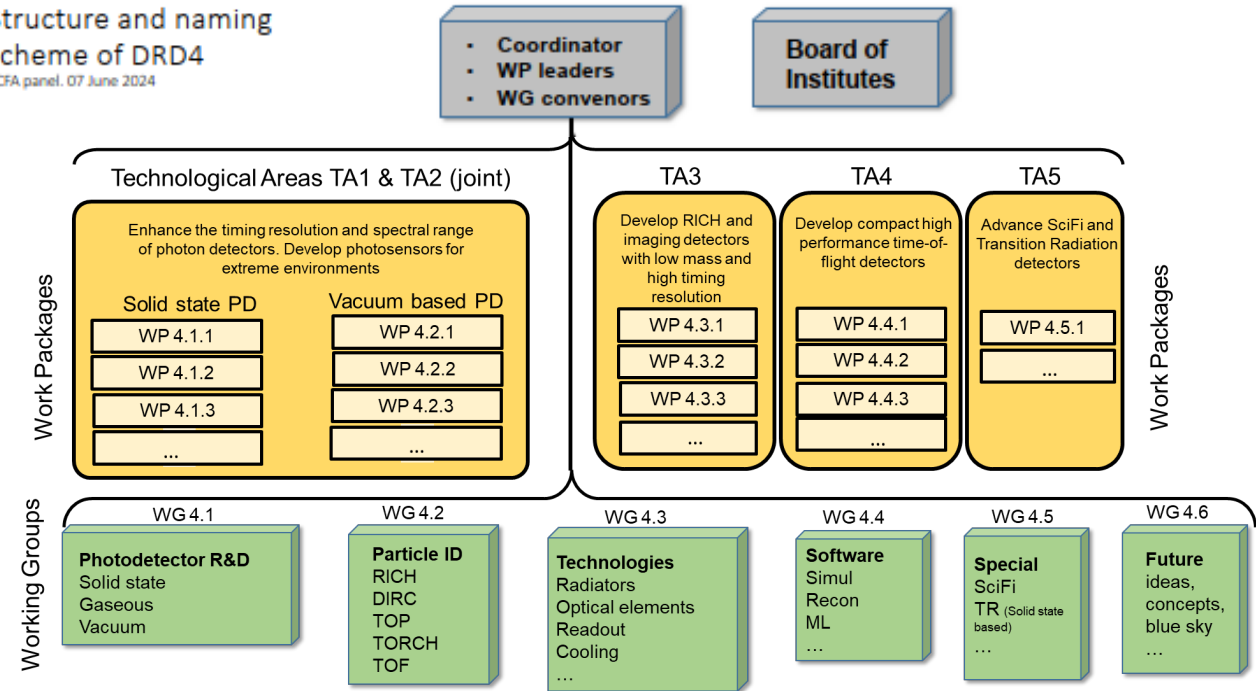 Structure and naming
scheme of DRD4
panel. 07 June 2024
• Coordinator
• WP leaders
• WG convenors
Board of
Institutes
Technological Areas TA1 & TA2 (joint)
TA3
TA4
TA5
Work Packages
Enhance the timing resolution and spectral range
of photon detectors. Develop photosensors for
extreme environments
Solid state PD
WP 4.1.1
WP 4.1.2
WP 4.1.3
...
Vacuum based PD
WP 4.2.1
WP 4.2.2
WP 4.2.3
...
Develop RICH and
imaging detectors
with low mass and
high timing
resolution
WP 4.3.1
WP 4.3.2
WP 4.3.3
...
Develop compact high
performance time-of-
flight detectors
WP 4.4.1
WP 4.4.2
WP 4.4.3
...
Advance SciFi and
Transition Radiation
detectors
WP 4.5.1
...
Work Packages
Working Groups
WG 4.1
Photodetector R&D
Solid state
Gaseous
Vacuum
WG 4.2
Particle ID
RICH
DIRC
TOP
TORCH
TOF
WG 4.3
Technologies
Radiators
Optical elements
Readout
Cooling
...
WG 4.4
Software
Simul
Recon
ML
...
WG 4.5
Special
SciFi
TR (Solid state
based)
...
WG 4.6
Future
ideas,
concepts,
blue sky
...